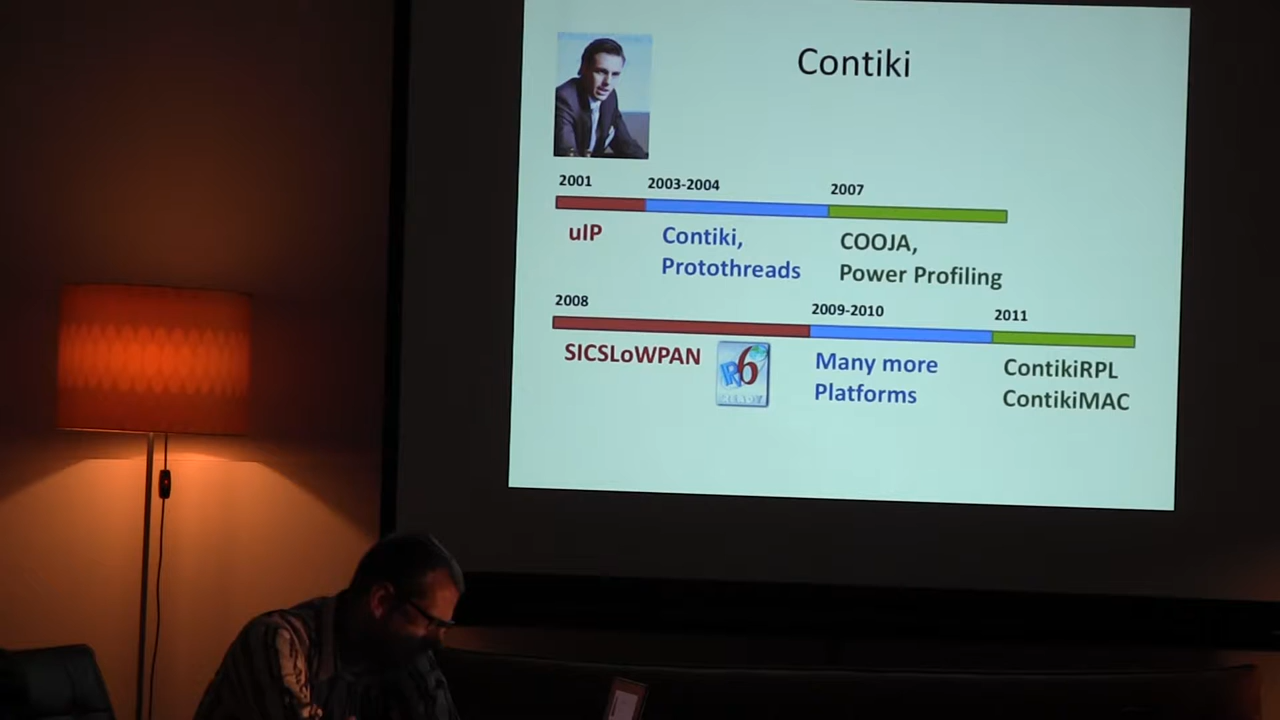 Contiki
2001
2003-2004
2007
uIP
Contiki,
Protothreads
COOJA,
Power Profiling
2008
2009-2010
2011
SICSLoWPAN
6
Many more
Platforms
ContikiRPL
ContikiMAC